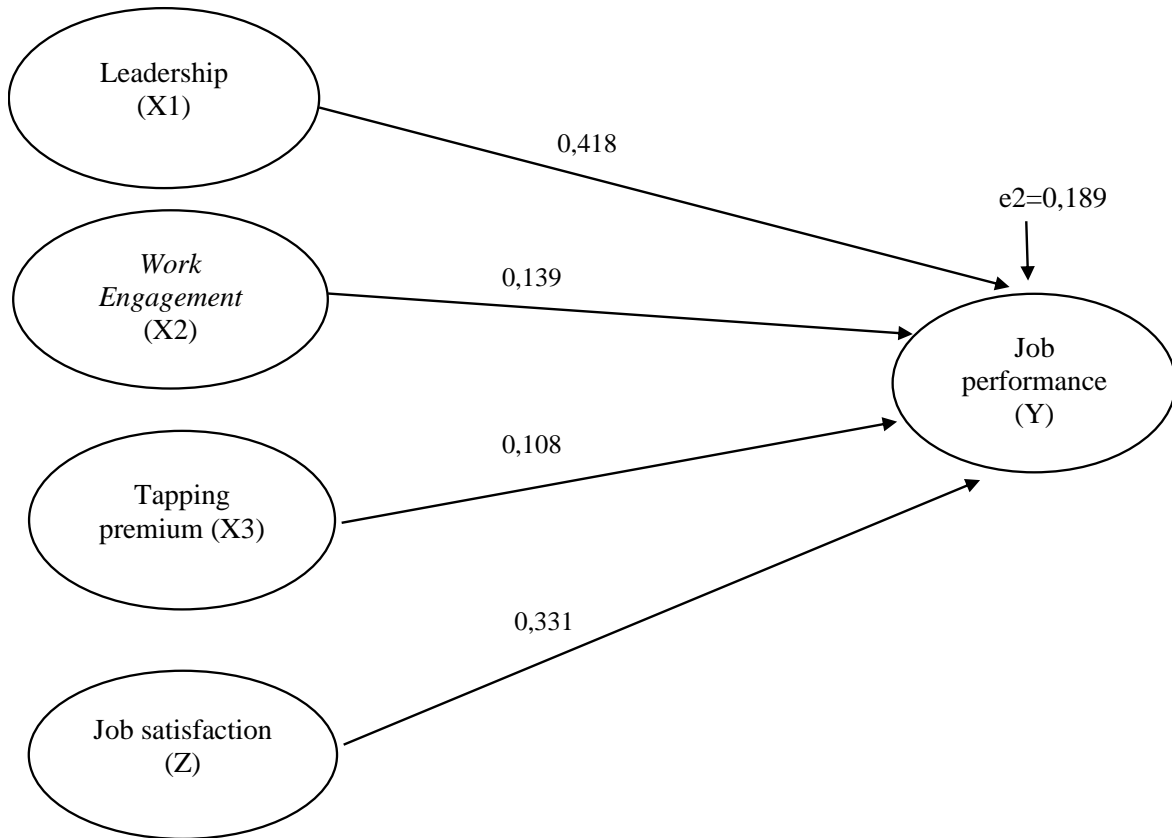 Leadership
(X1)
0,418
e2=0,189
Work
Engagement
(X2)
0,139
Job
performance
(Y)
Tapping
premium (X3)
0,108
0,331
Job satisfaction
(Z)